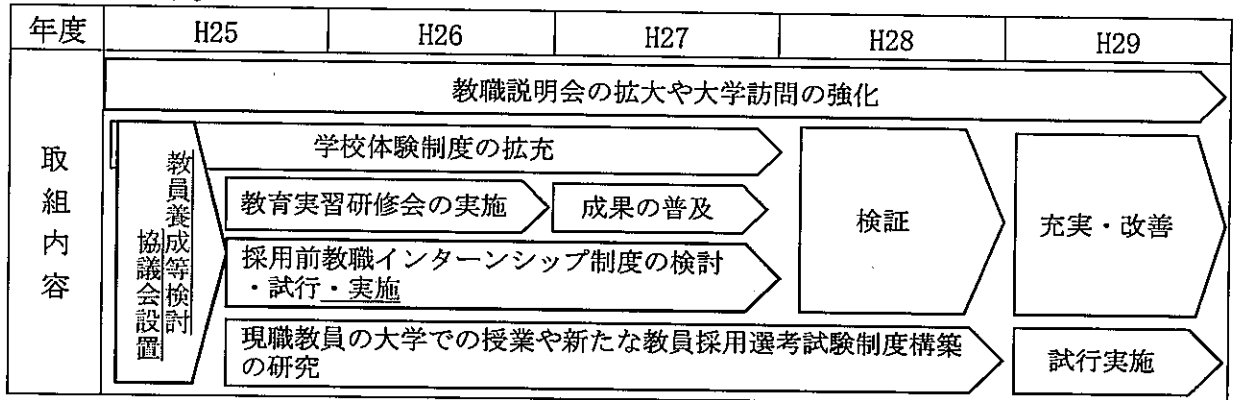 年度 H25 H26 H27 H28 H29
取組内容
教職説明会の拡大や大学訪問の強化
教員養成等検討
協議会設置
学校体験制度の拡充
教育実習研修会の実施
成果の普及
採用前教職インターンシップ制度の検討
・試行・実施
現職教員の大学での授業や新たな教員採用選考試験制度構築
の研究
検証
充実・改善
試行実施